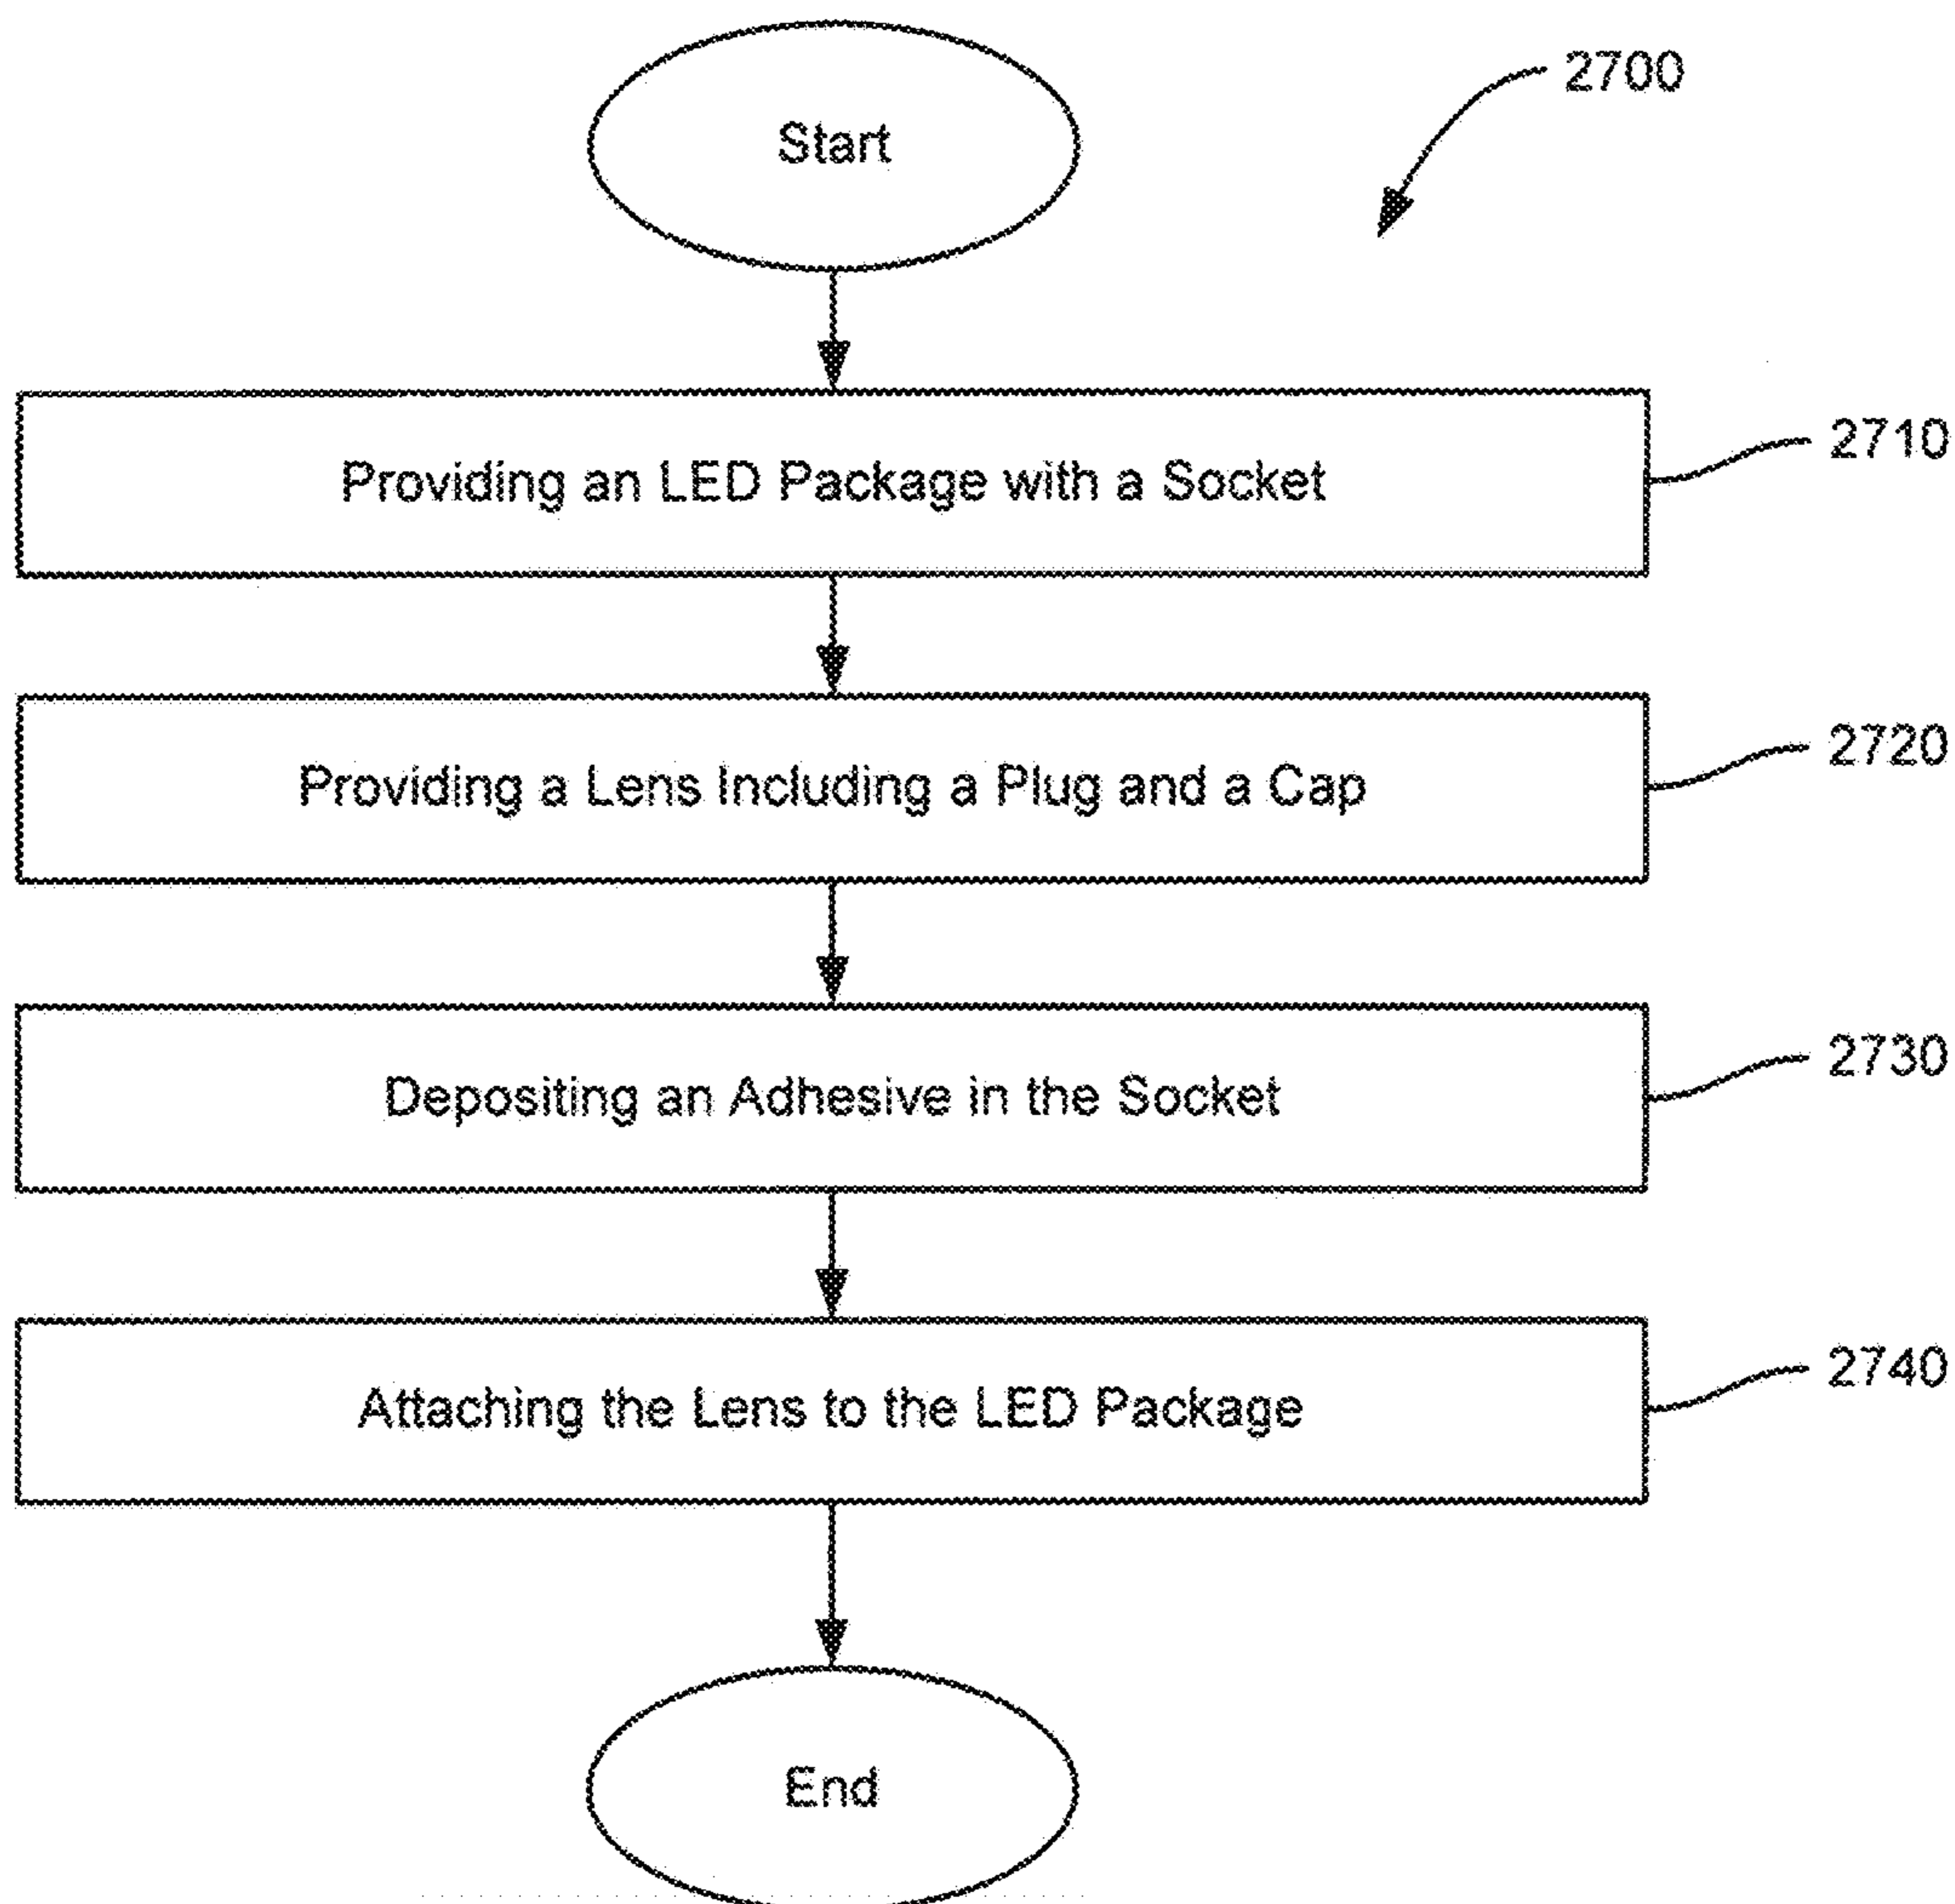 Start
2700
Providing an LED Package with a Socket
2710
Providing a Lens Including a Plug and a Cap
2720
Depositing an Adhesive in the Socket
2730
Attaching the Lens to the LED Package
2740
End